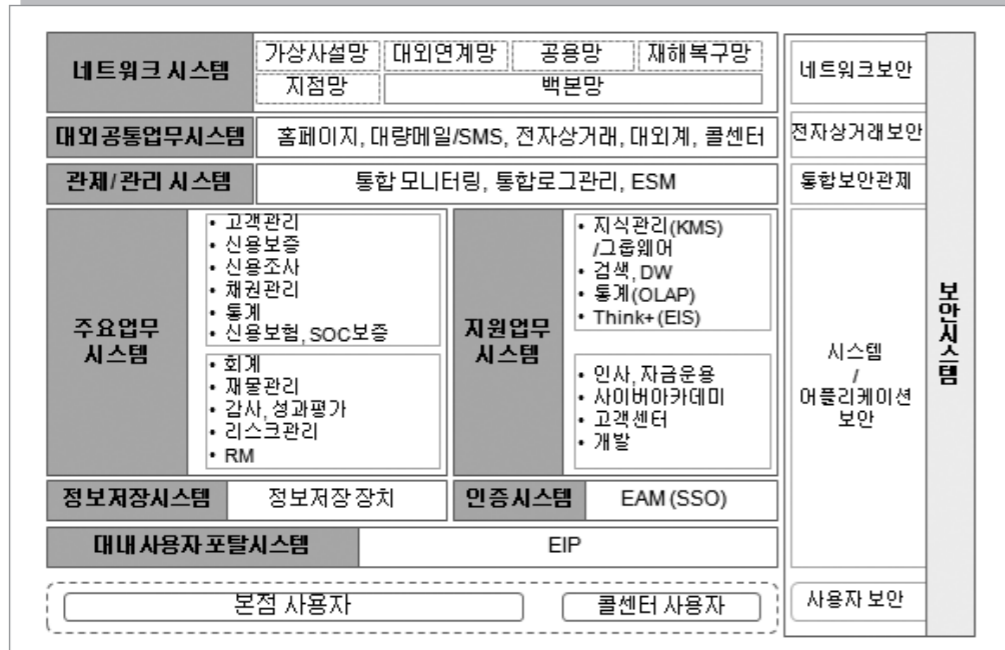 네트워크 시스템
가상사설망 대외연계망 공용망 재해복구망
지점망 백본망
네트워크보안
대외공통업무시스템
홈페이지, 대량메일/SMS, 전자상거래, 대외계, 콜센터
전자상거래보안
관제/관리 시스템
통합 모니터링, 통합로그관리, ESM
통합보안관제
주요업무
시스템
• 고객관리
• 신용보증
• 신용조사
• 채권관리
• 통계
• 신용보험, SOC보증
• 회계
• 재물관리
• 감사, 성과평가
• 리스크관리
• RM
지원업무
시스템
• 지식관리(KMS)
/그룹웨어
• 검색, DW
• 통계(OLAP)
• Think+(EIS)
• 인사, 자금운용
• 사이버아카데미
• 고객센터
• 개발
시스템
/
어플리케이션
보안
보안시스템
정보저장시스템
정보저장 장치
인증시스템
EAM (SSO)
대내사용자포탈시스템
EIP
본점 사용자
콜센터 사용자
사용자 보안